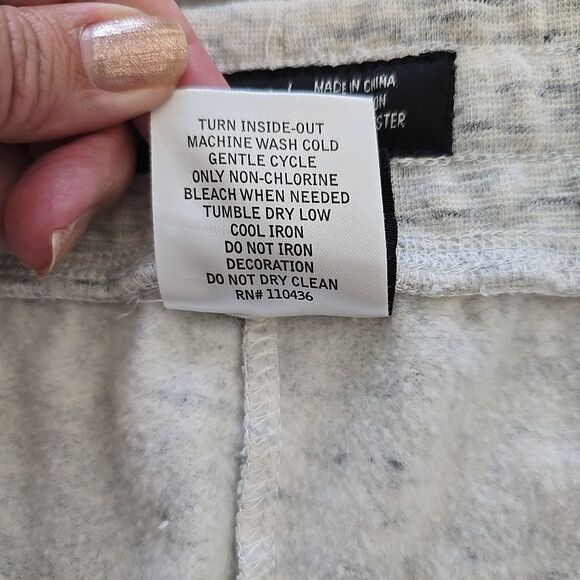 MADE IN CHINA
TURN INSIDE-OUT
MACHINE WASH COLD
GENTLE CYCLE
ONLY NON-CHLORINE
BLEACH WHEN NEEDED
TUMBLE DRY LOW
COOL IRON
DO NOT IRON
DECORATION
DO NOT DRY CLEAN
RN# 110436